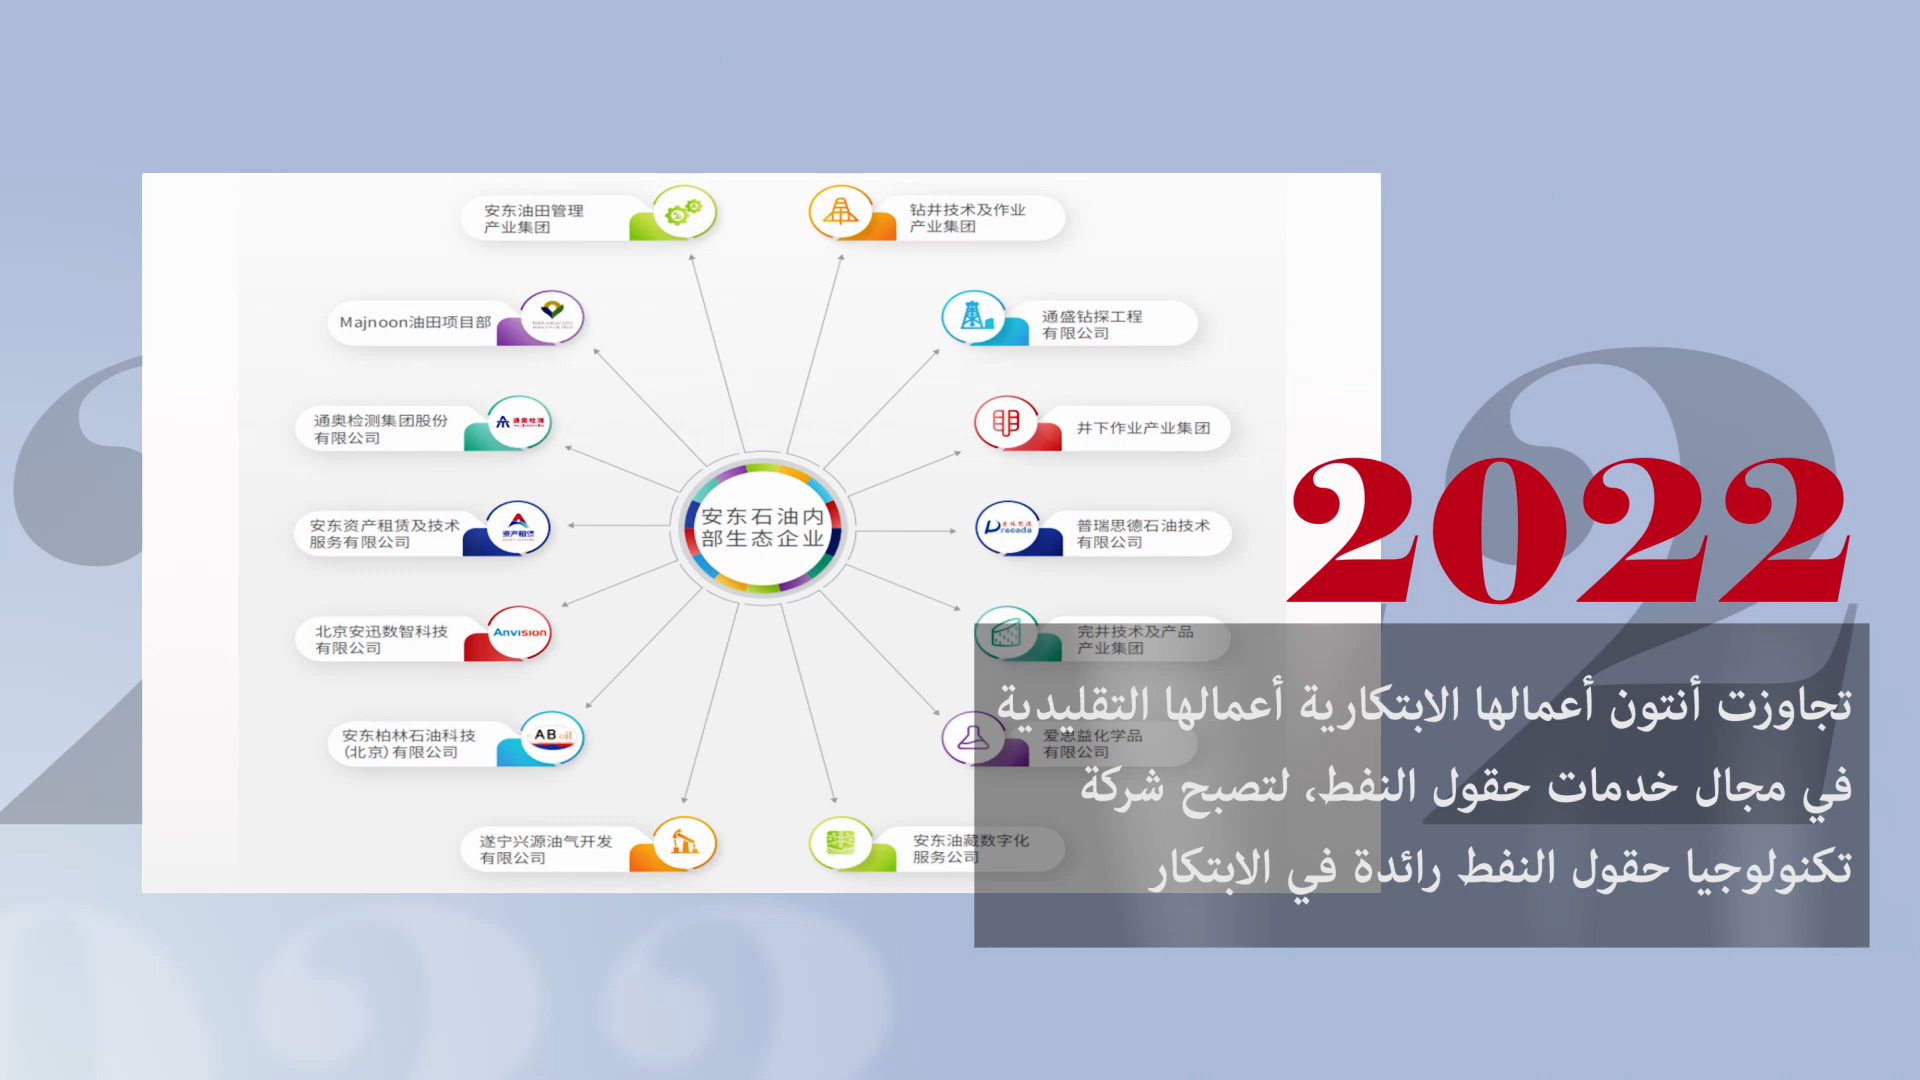 安东油田管理
产业集团
钻井技术及作业
产业集团
Majnoon油田项目部
通盛钻探工程
有限公司
通奥检测集团股份
有限公司
通奥检测
井下作业产业集团
安东石油内
部生态企业
安东资产租赁及技术
服务有限公司
资产租赁
普瑞思德石油技术
有限公司
2022
北京安迅数智科技
有限公司
Anvision
完井技术及产品
产业集团
安东柏林石油科技
(北京)有限公司
AB oil
爱思益化学品
有限公司
遂宁兴源油气开发
有限公司
安东油藏数字化
服务公司
تجاوزت أنتون أعمالها الابتكارية أعمالها التقليدية
في مجال خدمات حقول النفط، لتصبح شركة
تكنولوجيا حقول النفط رائدة في الابتكار